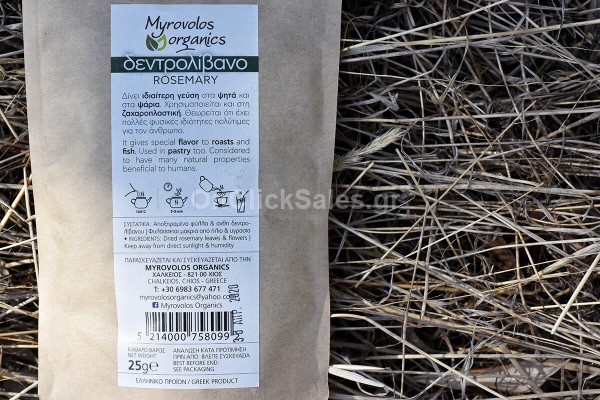 Myrovolos
organics
δεντρολίβανο
ROSEMARY
Δίνει ιδιαίτερη γεύση στα ψητά
και στα ψάρια. Χρησιμοποιείται και στη
ζαχαροπλαστική. Θεωρείται ότι έχει
πολλές φυσικές ιδιότητες πολύτιμες
για τον άνθρωπο.
It gives special flavor to roasts and
fish. Used in pastry too. Considered
to have many natural properties
beneficial to humans.
100°C
ΣΥΣΤΑΤΙΚΑ: Αποξηραμένα φύλλα & άνθη δεντρο-
λίβανου | Φυλάσσεται μακριά από ήλιο & υγρασία
• INGREDIENTS: Dried rosemary leaves & flowers |
Keep away from direct sunlight & humidity
ΠΑΡΑΣΚΕΥΑΖΕΤΑΙ ΚΑΙ ΣΥΣΚΕΥΑΖΕΤΑΙ ΑΠΟ ΤΗΝ
MYROVOLOS ORGANICS
ΧΑΛΚΕΙΟΣ - 821 00 ΧΙΟΣ
CHALKEIOS, CHIOS - GREECE
T: +30 6983 677 471
myrovolosorganics@yahoo.co
Myrovolos Organics
ΑΠΡ. 2020
5 214000 758099
ΚΑΘΑΡΟ ΒΑΡΟΣ
NET WEIGHT
25g e
ΑΝΑΛΩΣΗ ΚΑΤΑ ΠΡΟΤΙΜΗΣΗ
ΠΡΙΝ ΑΠΟ: ΒΛΕΠΕ ΣΥΣΚΕΥΑΣΙΑ
BEST BEFORE END:
SEE PACKAGING
ΕΛΛΗΝΙΚΟ ΠΡΟΪΟΝ / GREEK PRODUCT